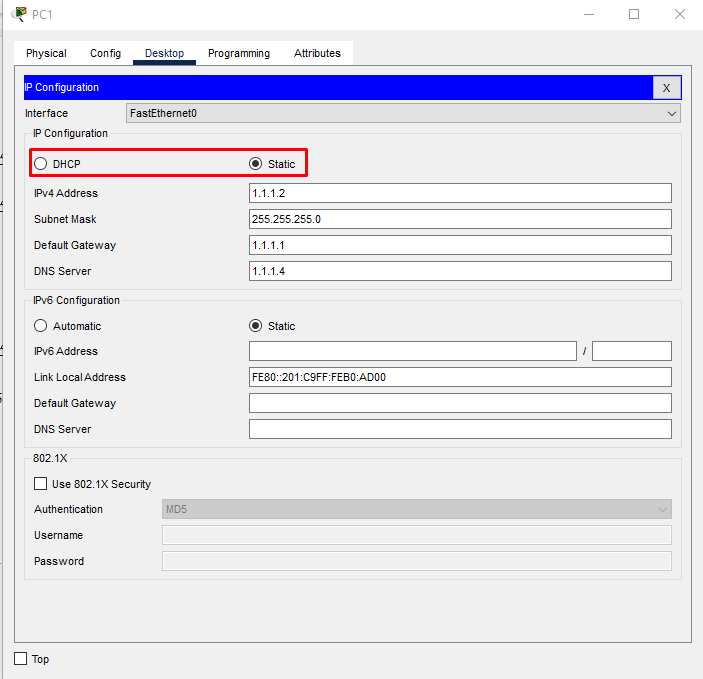 PC1
Physical Config Desktop Programming Attributes
IP Configuration X
Interface FastEthernet0
IP Configuration
DHCP Static
IPv4 Address 1.1.1.2
Subnet Mask 255.255.255.0
Default Gateway 1.1.1.1
DNS Server 1.1.1.4
IPv6 Configuration
Automatic Static
IPv6 Address /
Link Local Address FE80::201:C9FF:FEB0:AD00
Default Gateway
DNS Server
802.1X
Use 802.1X Security
Authentication MD5
Username
Password
Top